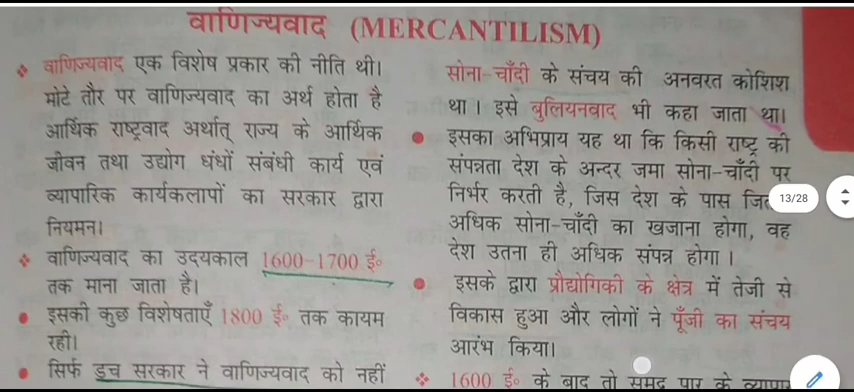 वाणिज्यवाद (MERCANTILISM)
वाणिज्यवाद एक विशेष प्रकार की नीति थी।
मोटे तौर पर वाणिज्यवाद का अर्थ होता है
आर्थिक राष्ट्रवाद अर्थात् राज्य के आर्थिक
जीवन तथा उद्योग धंधों संबंधी कार्य एवं
व्यापारिक कार्यकलापों का सरकार द्वारा
नियमन।
वाणिज्यवाद का उदयकाल 1600-1700 ई॰
तक माना जाता है।
इसकी कुछ विशेषताएँ 1800 ई॰ तक कायम
रही।
सिर्फ डच सरकार ने वाणिज्यवाद को नहीं
सोना-चाँदी के संचय की अनवरत कोशिश
था। इसे बुलियनवाद भी कहा जाता था।
इसका अभिप्राय यह था कि किसी राष्ट्र की
संपन्नता देश के अन्दर जमा सोना-चाँदी पर
निर्भर करती है, जिस देश के पास
13/28
अधिक सोना-चाँदी का खजाना होगा, वह
देश उतना ही अधिक संपन्न होगा।
इसके द्वारा प्रौद्योगिकी के क्षेत्र में तेजी से
विकास हुआ और लोगों ने पूँजी का संचय
आरंभ किया।
1600 ई॰ के बाद तो समुद्र पार के